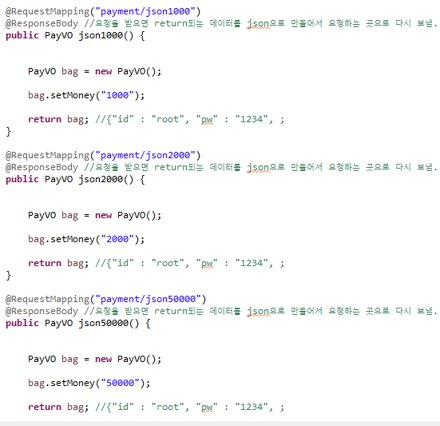 @RequestMapping("payment/json1000")
@ResponseBody //요청을 받으면 return되는 데이터를 json으로 만들어서 요청하는 곳으로 다시 보냄.
public PayVO json1000() {
PayVO bag = new PayVO();
bag.setMoney("1000");
return bag; //{"id" : "root", "pw" : "1234", ;
}
@RequestMapping("payment/json2000")
@ResponseBody //요청을 받으면 return되는 데이터를 json으로 만들어서 요청하는 곳으로 다시 보냄.
public PayVO json2000() {
PayVO bag = new PayVO();
bag.setMoney("2000");
return bag; //{"id" : "root", "pw" : "1234", ;
}
@RequestMapping("payment/json50000")
@ResponseBody //요청을 받으면 return되는 데이터를 json으로 만들어서 요청하는 곳으로 다시 보냄.
public PayVO json50000() {
PayVO bag = new PayVO();
bag.setMoney("50000");
return bag; //{"id" : "root", "pw" : "1234", ;